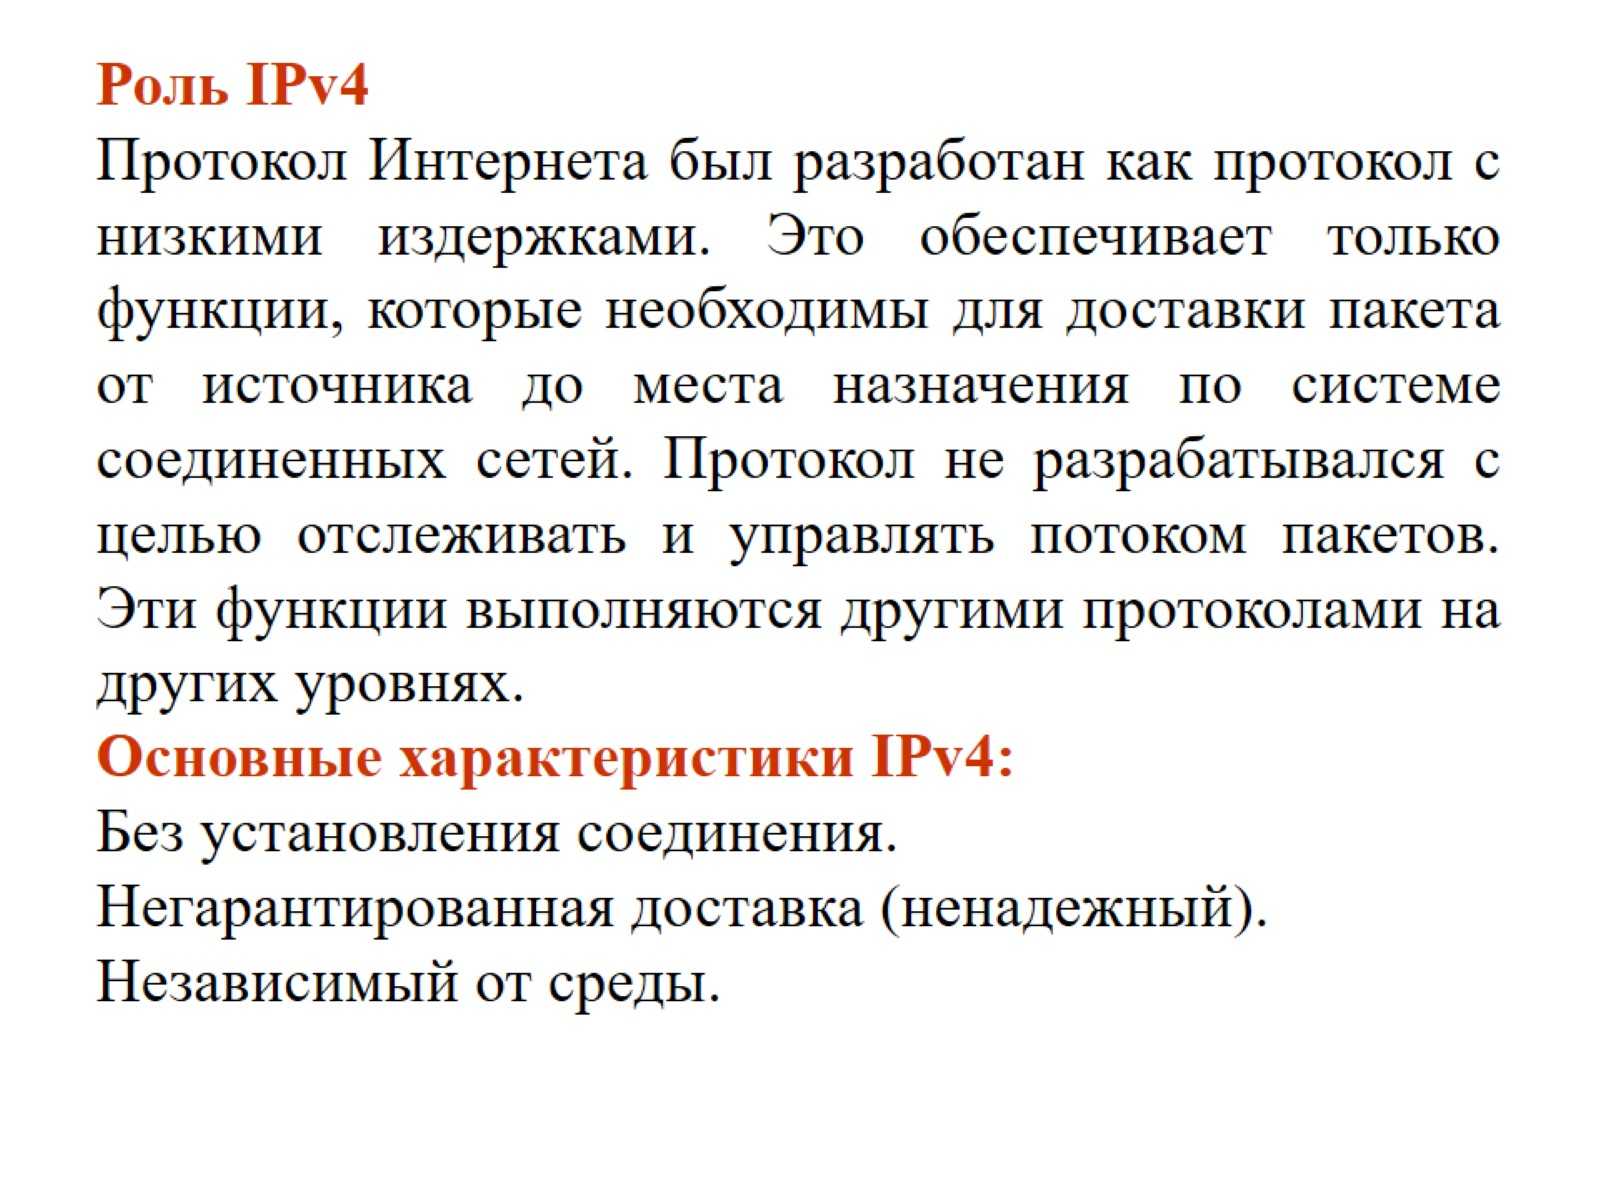 Роль IPv4
Протокол Интернета был разработан как протокол с
низкими издержками. Это обеспечивает только
функции, которые необходимы для доставки пакета
от источника до места назначения по системе
соединенных сетей. Протокол не разрабатывался с
целью отслеживать и управлять потоком пакетов.
Эти функции выполняются другими протоколами на
других уровнях.
Основные характеристики IPv4:
Без установления соединения.
Негарантированная доставка (ненадежный).
Независимый от среды.